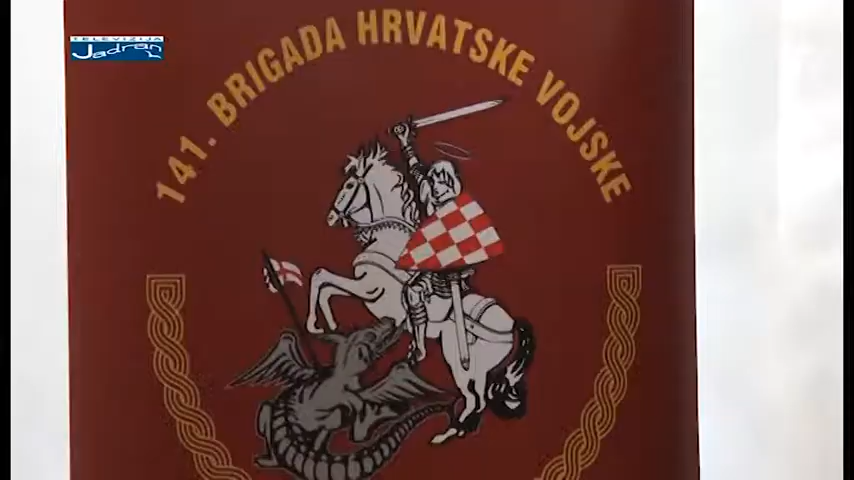 TELEVIZIJA
Jadran
141. BRIGADA HRVATSKE VOJSKE